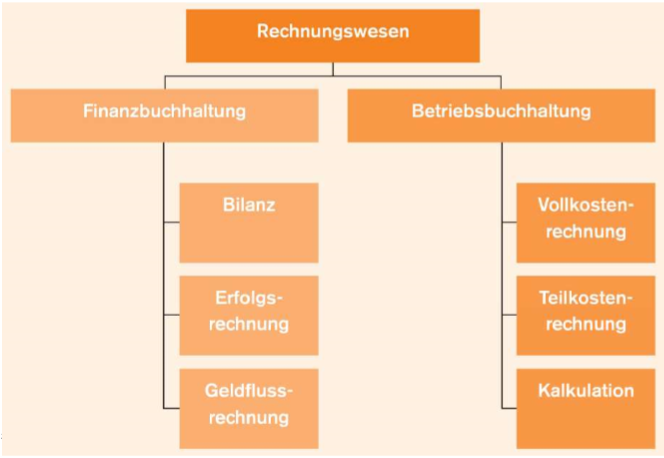 Rechnungswesen
Finanzbuchhaltung
Betriebsbuchhaltung
Bilanz
Vollkosten-
rechnung
Erfolgs-
rechnung
Teilkosten-
rechnung
Geldfluss-
rechnung
Kalkulation